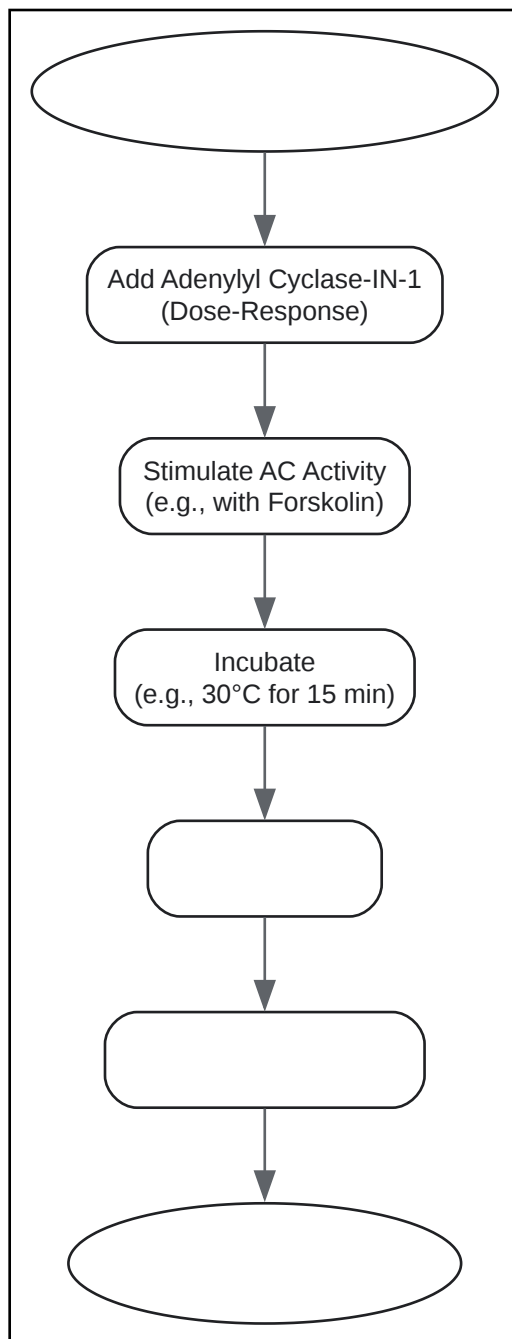 Add Adenylyl Cyclase-IN-1
(Dose-Response)
Stimulate AC Activity
(e.g., with Forskolin)
Incubate
(e.g., 30°C for 15 min)